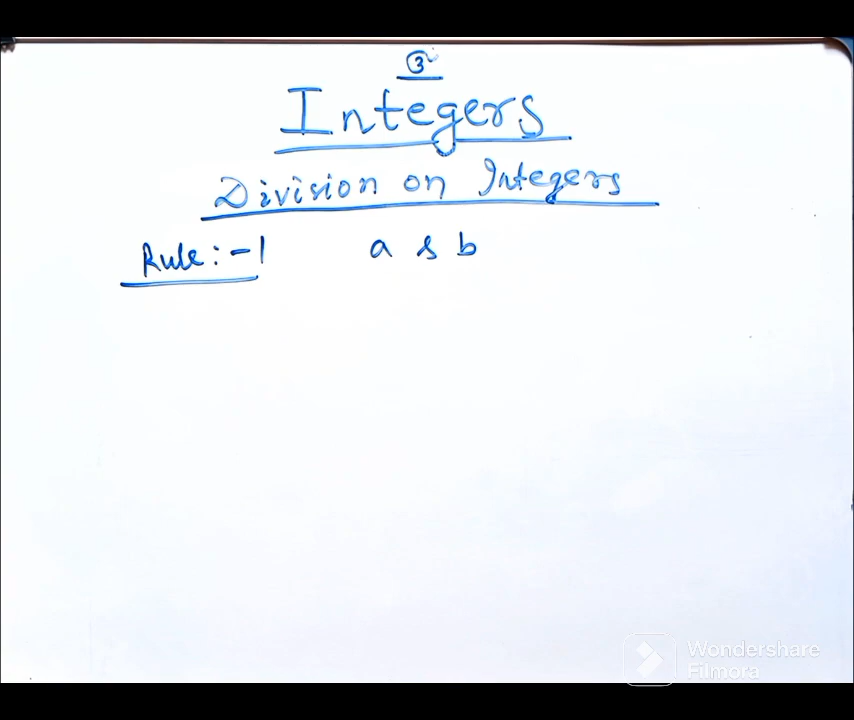 ③
Integers
Division on Integers
Rule:-1 a & b
Wondershare
Filmora